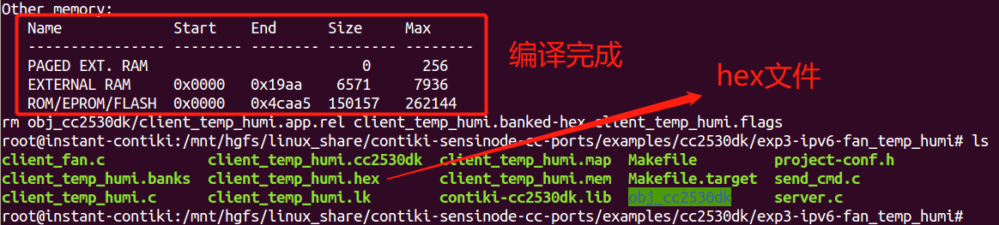 Other memory:
Name Start End Size Max
---------------- -------- -------- -------- --------
PAGED EXT. RAM 0 256
EXTERNAL RAM 0x0000 0x19aa 6571 7936
ROM/EPROM/FLASH 0x0000 0x4caa5 150157 262144
编译完成
hex文件
rm obj_cc2530dk/client_temp_humi.app.rel client_temp_humi.banked-hex client_temp_humi.flags
root@instant-contiki:/mnt/hgfs/linux_share/contiki-sensinode-cc-ports/examples/cc2530dk/exp3-ipv6-fan_temp_humi# ls
client_fan.c client_temp_humi.cc2530dk client_temp_humi.map Makefile project-conf.h
client_temp_humi.banks client_temp_humi.hex client_temp_humi.mem Makefile.target send_cmd.c
client_temp_humi.c client_temp_humi.lk contiki-cc2530dk.lib obj_cc2530dk server.c
root@instant-contiki:/mnt/hgfs/linux_share/contiki-sensinode-cc-ports/examples/cc2530dk/exp3-ipv6-fan_temp_humi#